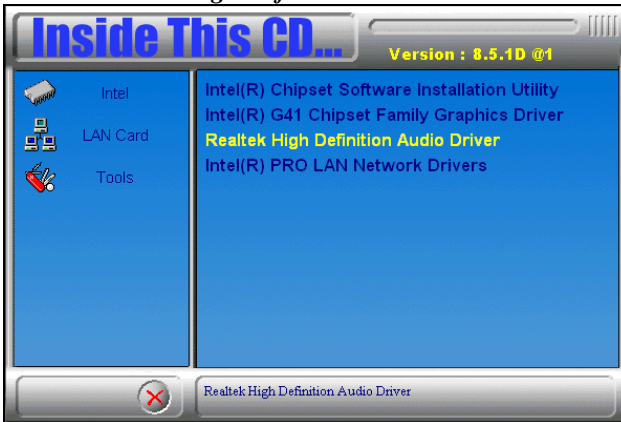 Inside This CD...
Version : 8.5.1D @1
Intel
LAN Card
Tools
Intel(R) Chipset Software Installation Utility
Intel(R) G41 Chipset Family Graphics Driver
Realtek High Definition Audio Driver
Intel(R) PRO LAN Network Drivers
Realtek High Definition Audio Driver